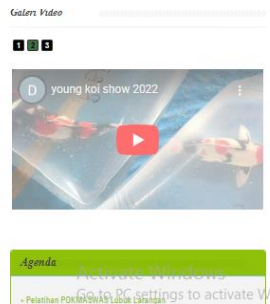 Galeri Video
1 2 3
D young koi show 2022
Agenda
Activate Windows
» Pelatihan POKMASWAS Lubuk Larangan
Go to PC settings to activate W